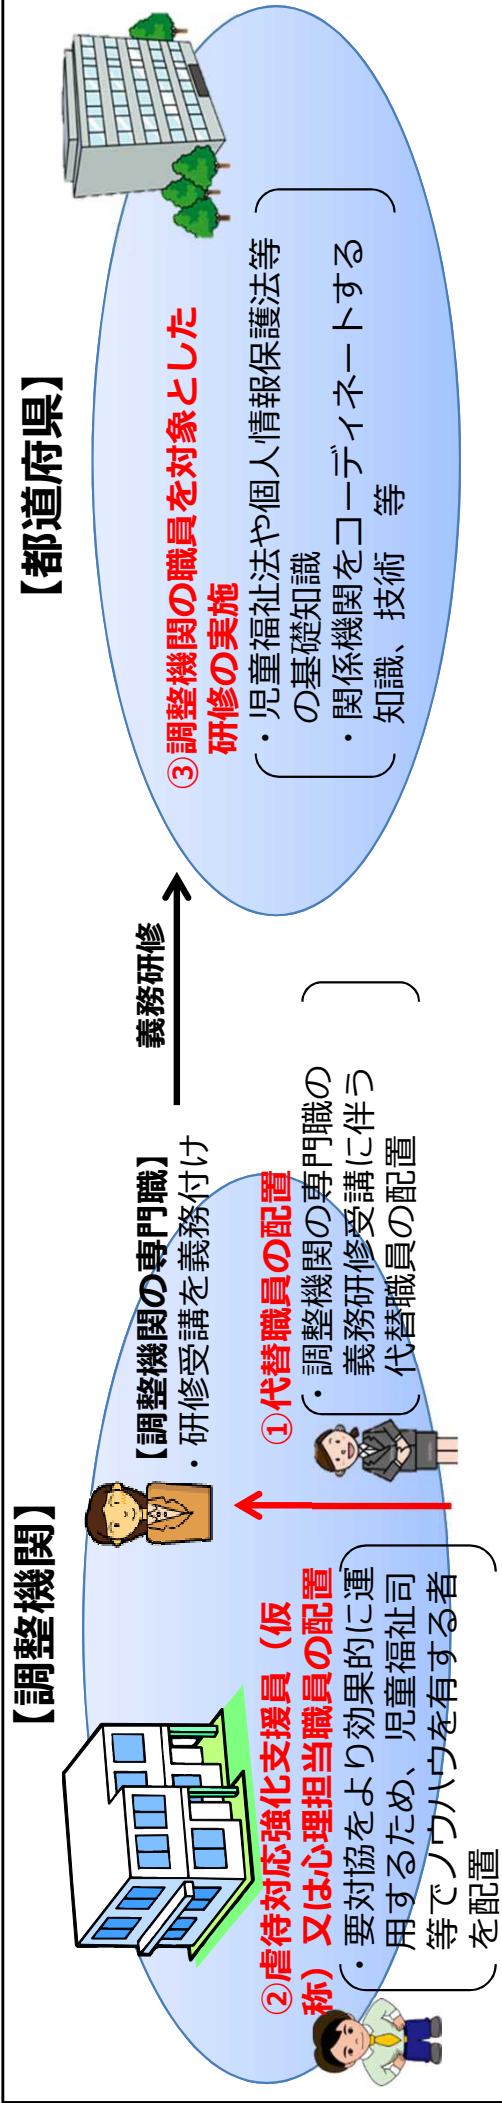 【調整機関】
【調整機関の専門職】
・研修受講を義務付け
①代替職員の配置
・調整機関の専門職の
義務研修受講に伴う
代替職員の配置
②虐待対応強化支援員（仮
称）又は心理担当職員の配置
・要対協をより効果的に運
用するため、児童福祉司
等でノウハウを有する者
を配置
義務研修
【都道府県】
③調整機関の職員を対象とした
研修の実施
・児童福祉法や個人情報保護法等
の基礎知識
・関係機関をコーディネートする
知識、技術　等